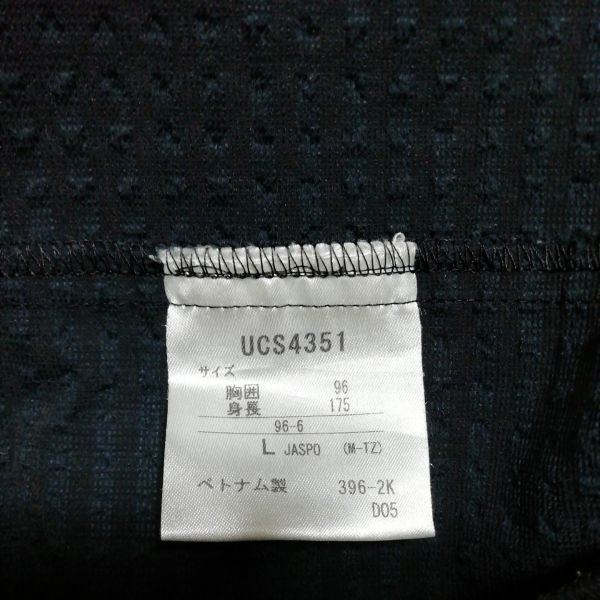 UCS4351
サイズ
胸囲 96
身長 175
96-6
L JASPO (M-TZ)
ベトナム製 396-2K
D05